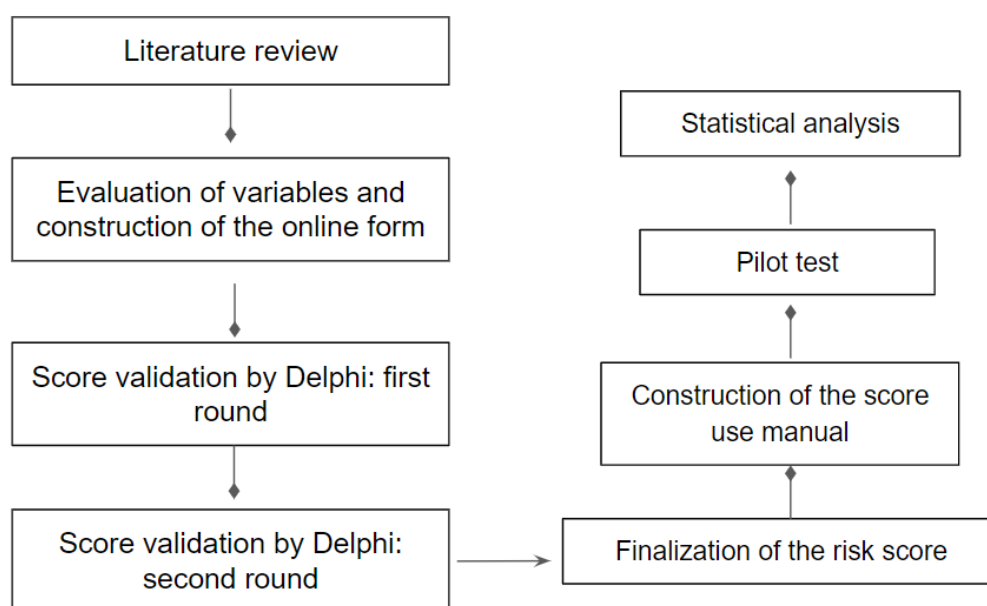 Literature review
Evaluation of variables and
construction of the online form
Score validation by Delphi: first
round
Score validation by Delphi:
second round
Finalization of the risk score
Construction of the score
use manual
Pilot test
Statistical analysis